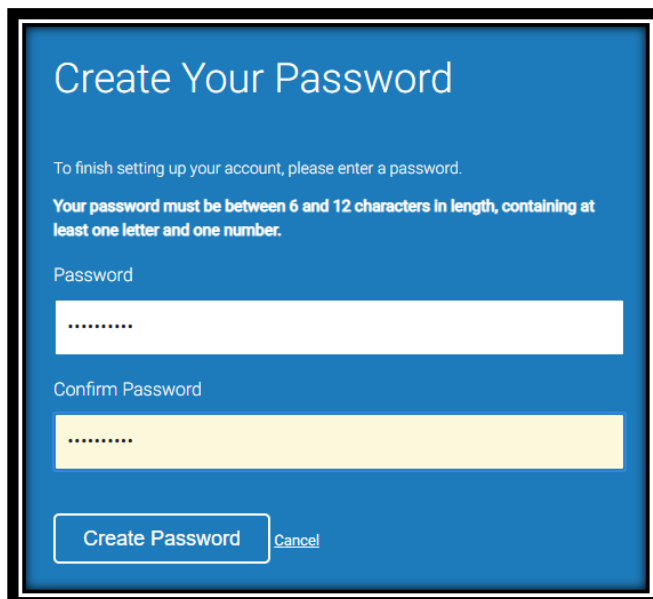 Create Your Password
To finish setting up your account, please enter a password.
Your password must be between 6 and 12 characters in length, containing at
least one letter and one number.
Password
••••••••••
Confirm Password
••••••••••
Create Password Cancel